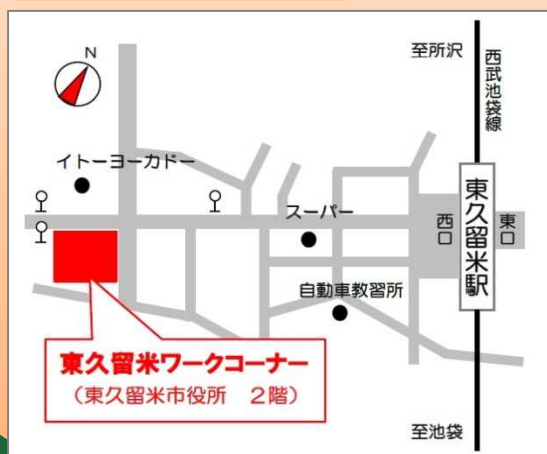 N
至所沢
西武池袋線
イトーヨーカドー
スーパー
西口
東久留米駅
東口
自動車教習所
東久留米ワークコーナー
（東久留米市役所　２階）
至池袋